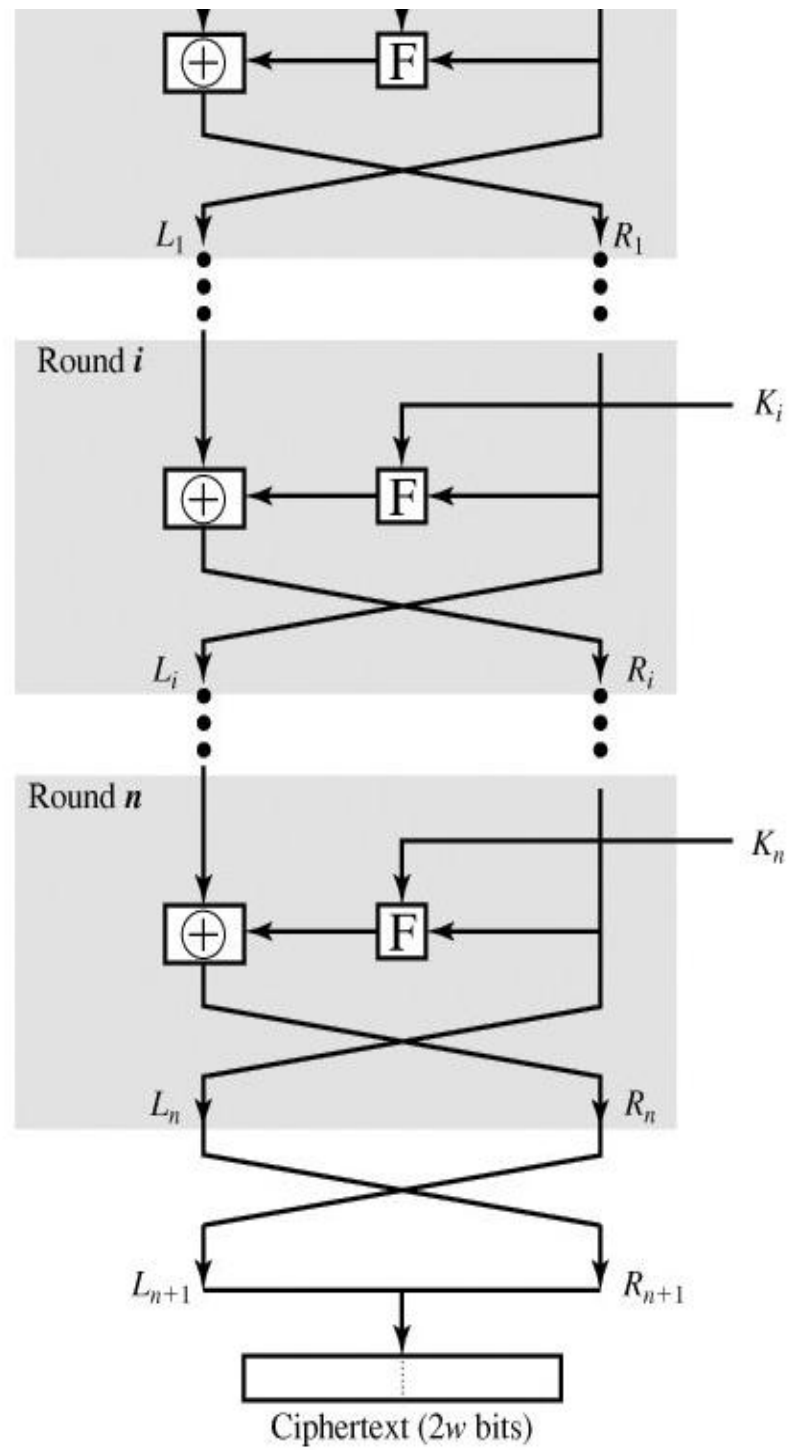 F
L₁ R₁
Round i
Kᵢ
F
Lᵢ Rᵢ
Round n
Kₙ
F
Lₙ Rₙ
Lₙ₊₁ Rₙ₊₁
Ciphertext (2w bits)